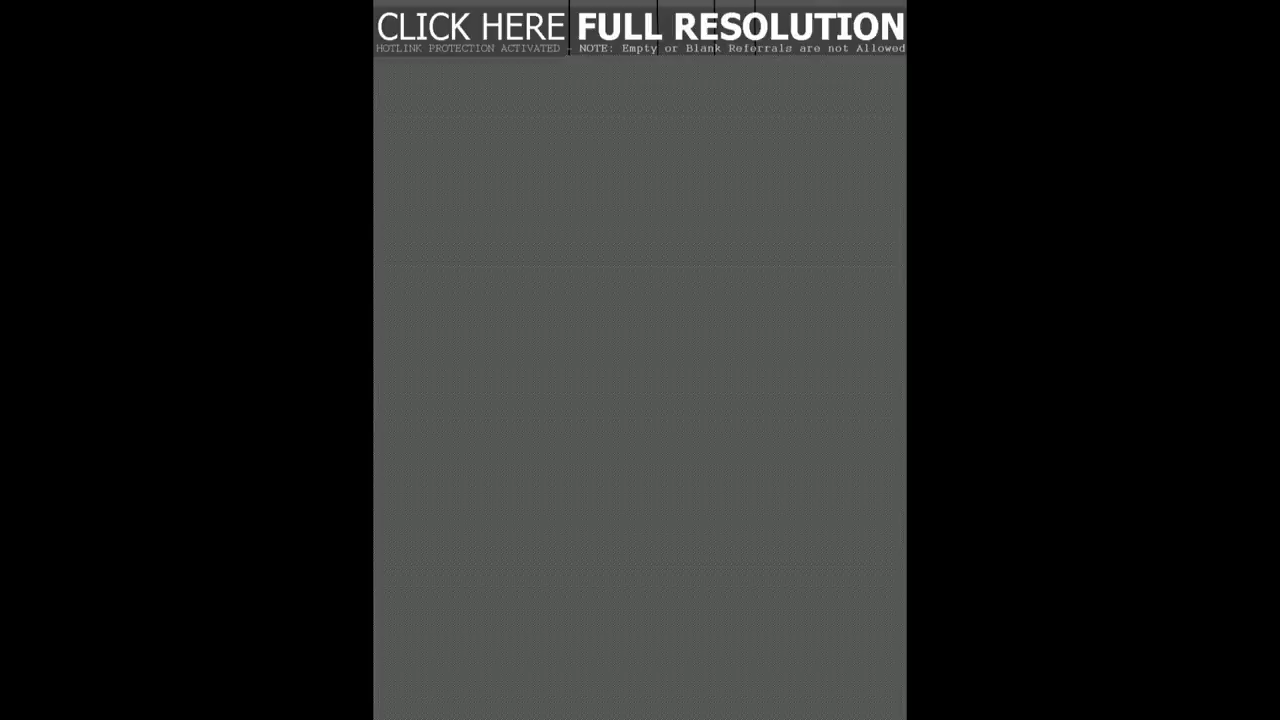 CLICK HERE FULL RESOLUTION
HOTLINK PROTECTION ACTIVATED - NOTE: Empty or Blank Referrals are not Allowed